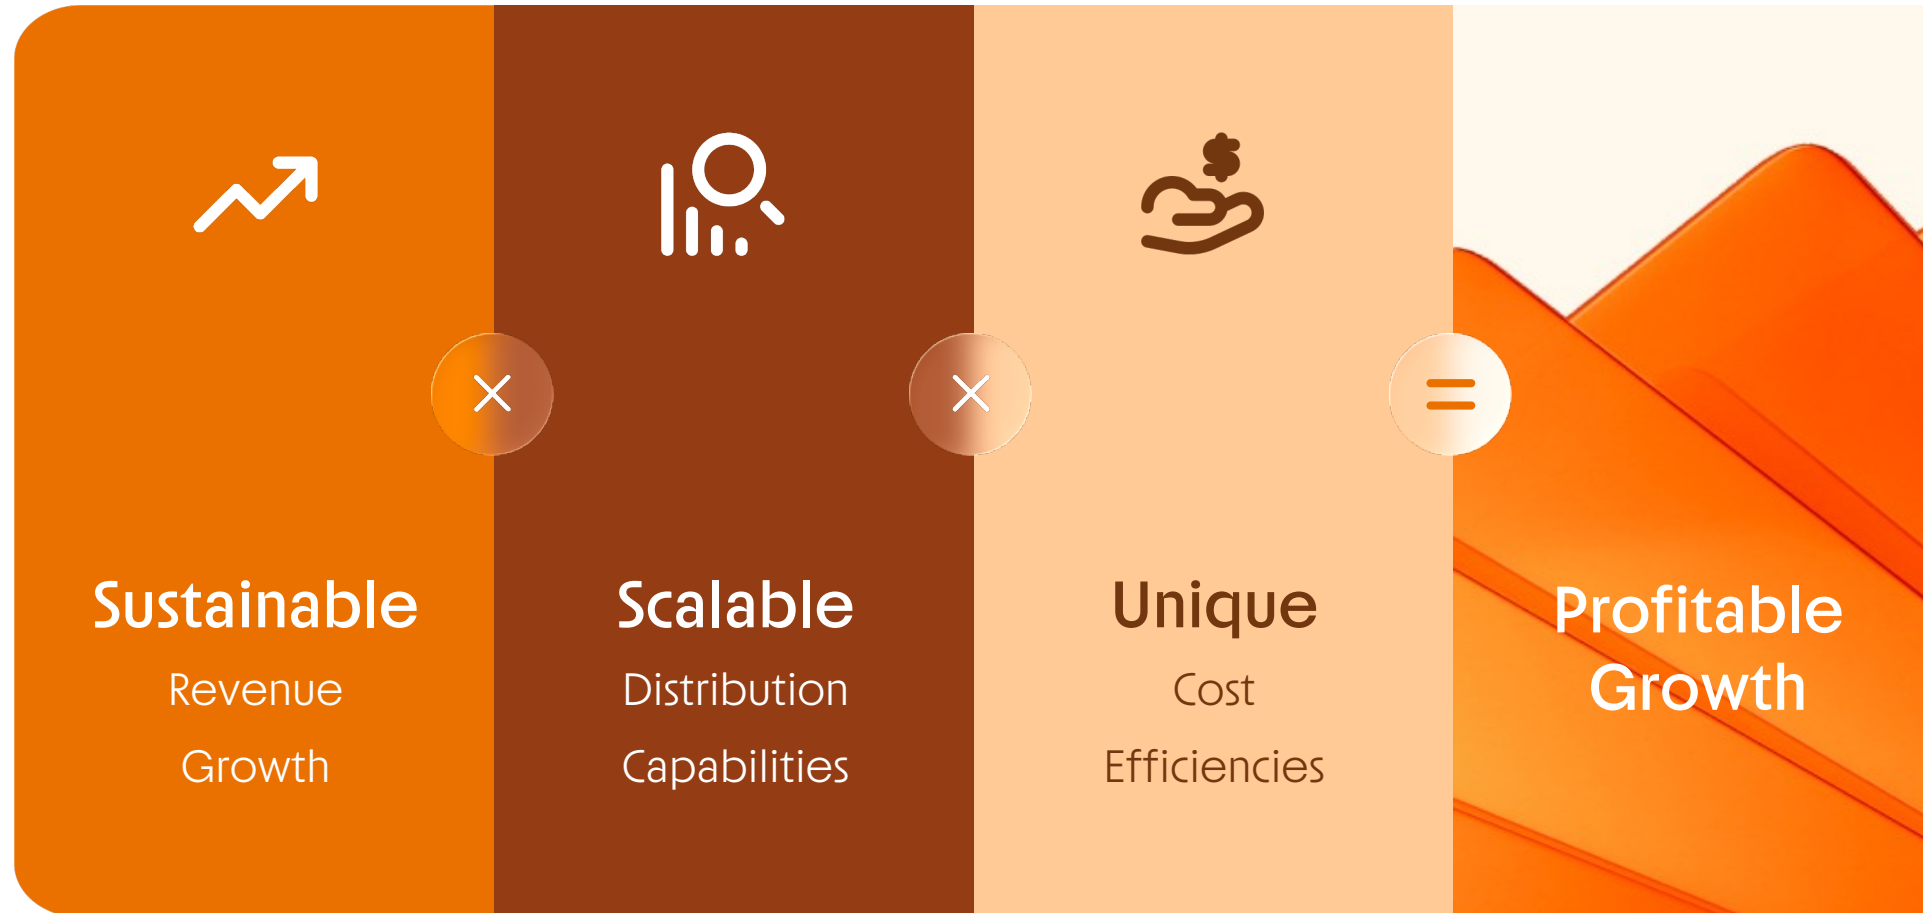 Sustainable
Revenue
Growth
×
Scalable
Distribution
Capabilities
×
$
Unique
Cost
Efficiencies
=
Profitable
Growth